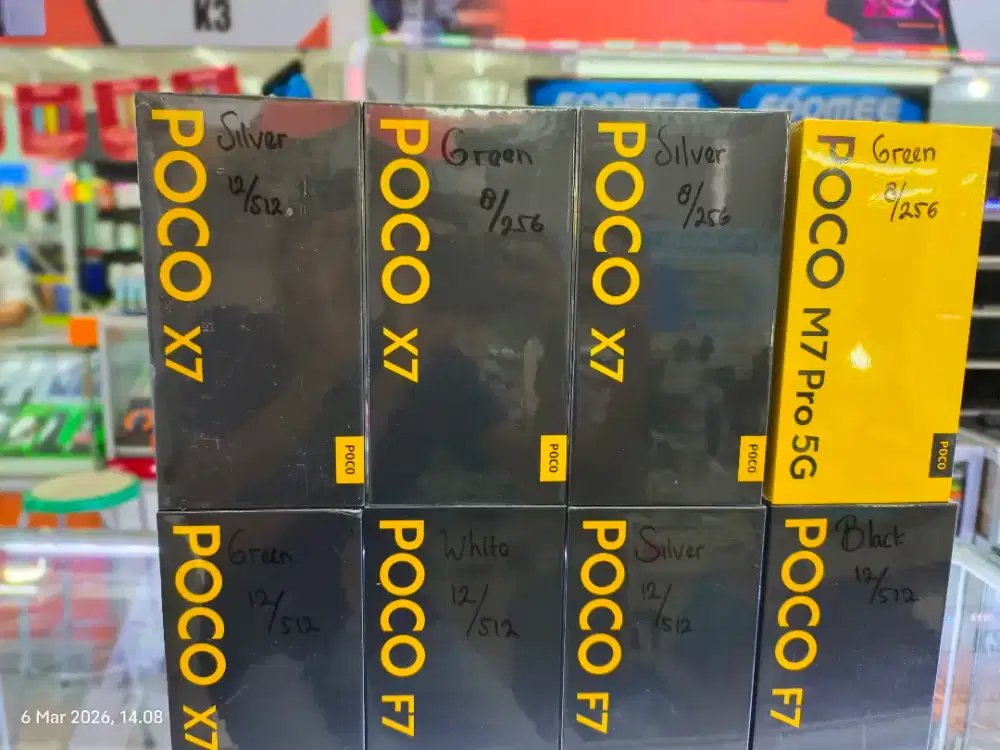 K3
FOOMEE
FOOMEE
POCO X7
Silver
12/512
POCO
POCO X7
Green
8/256
POCO
POCO X7
Silver
8/256
POCO
POCO M7 Pro 5G
Green
8/256
POCO
POCO X7
Green
12/512
POCO F7
White
12/512
POCO F7
Silver
12/512
POCO F7
Black
12/512
6 Mar 2026, 14.08